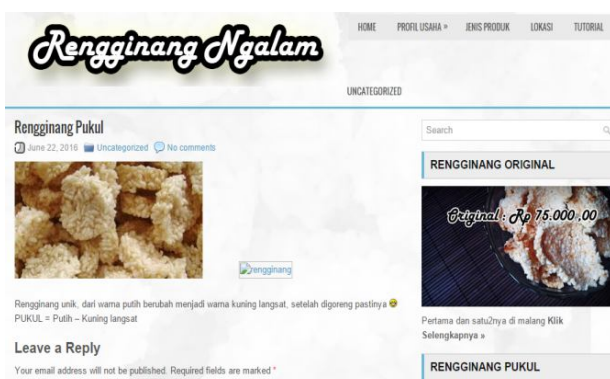 Rengginang Ngalam
HOME PROFIL USAHA » JENIS PRODUK LOKASI TUTORIAL
UNCATEGORIZED
Rengginang Pukul
June 22, 2016 Uncategorized No comments
rengginang
Rengginang unik, dari warna putih berubah menjadi warna kuning langsat, setelah digoreng pastinya
PUKUL = Putih – Kuning langsat
Leave a Reply
Your email address will not be published. Required fields are marked *
Search
RENGGINANG ORIGINAL
Original : Rp 75.000 ,00
Pertama dan satu2nya di malang Klik
Selengkapnya »
RENGGINANG PUKUL